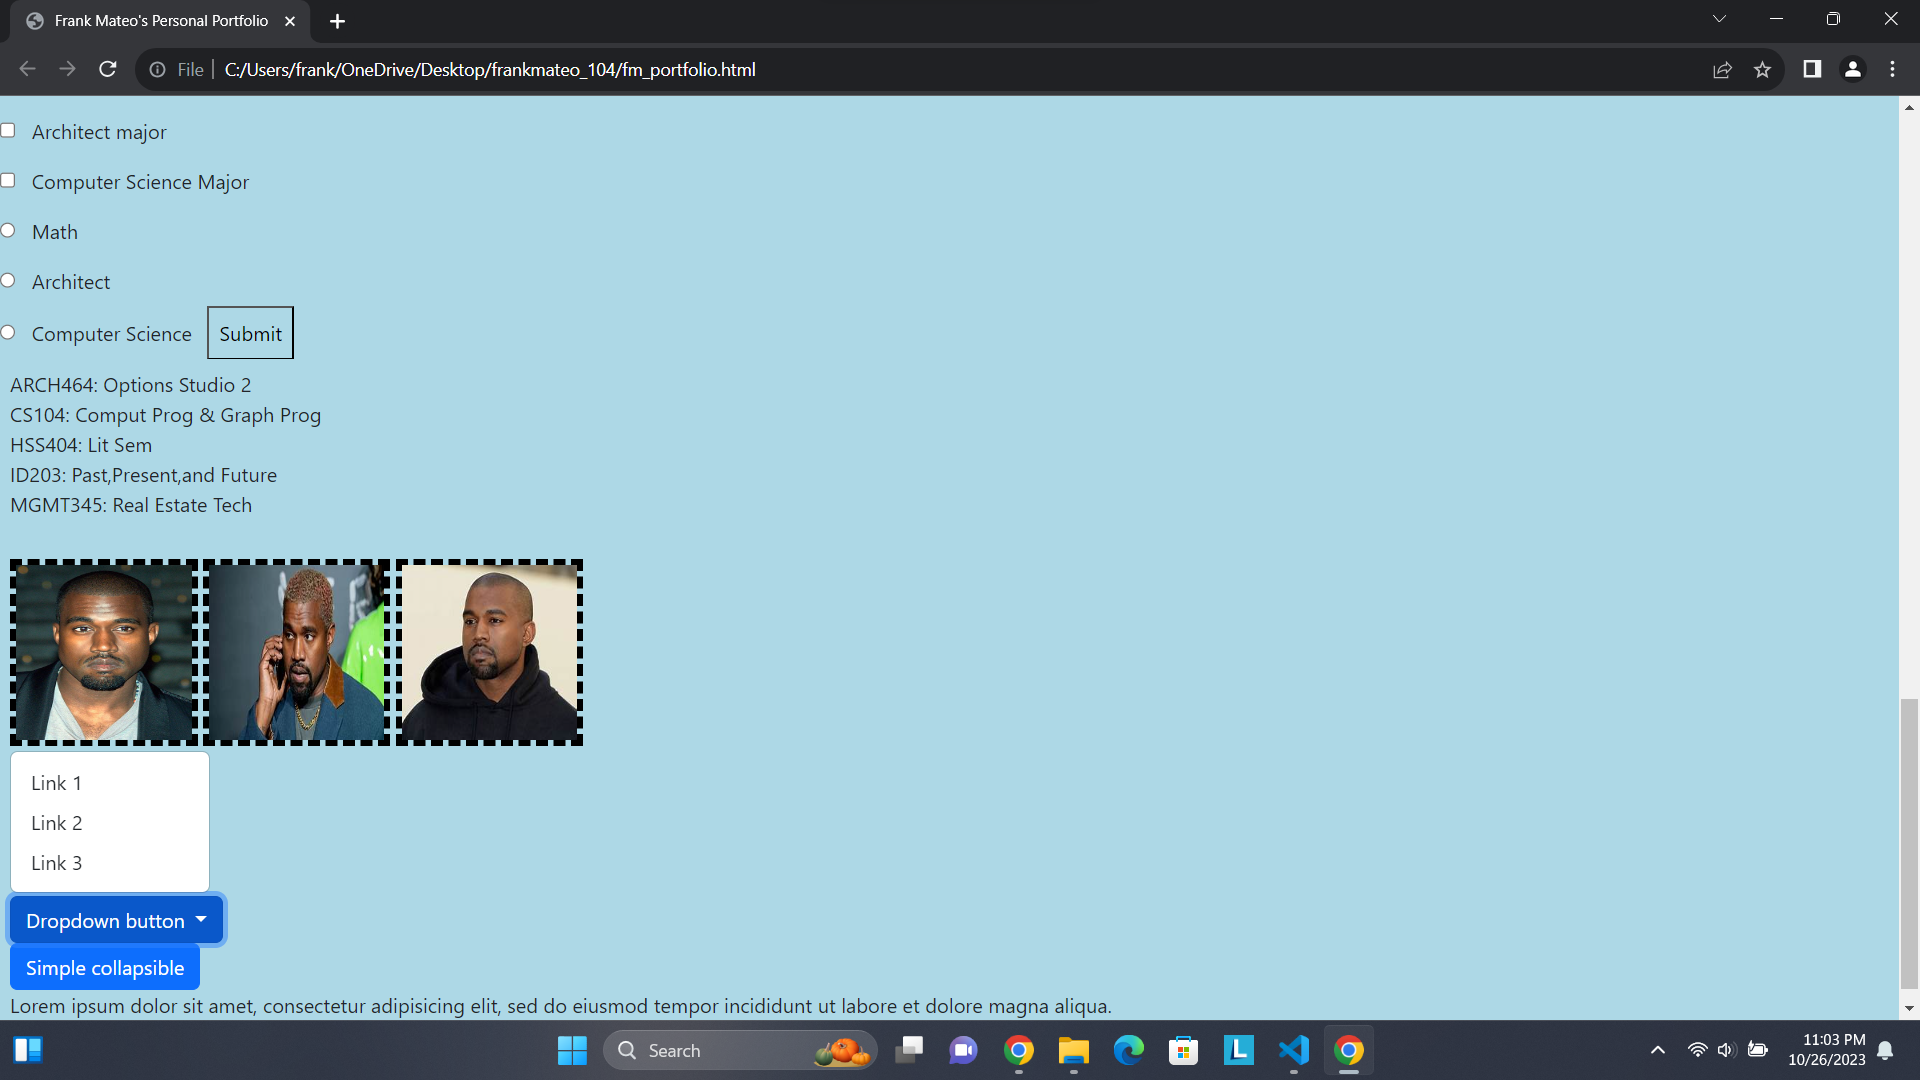 Frank Mateo's Personal Portfolio
File
C:/Users/frank/OneDrive/Desktop/frankmateo_104/fm_portfolio.html
Architect major
Computer Science Major
Math
Architect
Computer Science Submit
ARCH464: Options Studio 2
CS104: Comput Prog & Graph Prog
HSS404: Lit Sem
ID203: Past,Present,and Future
MGMT345: Real Estate Tech
Link 1
Link 2
Link 3
Dropdown button
Simple collapsible
Lorem ipsum dolor sit amet, consectetur adipisicing elit, sed do eiusmod tempor incididunt ut labore et dolore magna aliqua.
Search
L
11:03 PM
10/26/2023